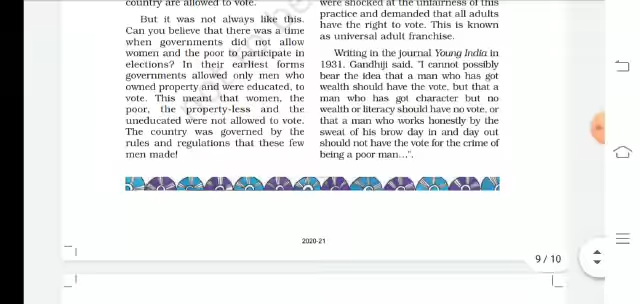 country are allowed to vote.
But it was not always like this.
Can you believe that there was a time
when governments did not allow
women and the poor to participate in
elections? In their earliest forms
governments allowed only men who
owned property and were educated, to
vote. This meant that women, the
poor, the property-less and the
uneducated were not allowed to vote.
The country was governed by the
rules and regulations that these few
men made!
were shocked at the unfairness of this
practice and demanded that all adults
have the right to vote. This is known
as universal adult franchise.
Writing in the journal Young India in
1931, Gandhiji said, "I cannot possibly
bear the idea that a man who has got
wealth should have the vote, but that a
man who has got character but no
wealth or literacy should have no vote, or
that a man who works honestly by the
sweat of his brow day in and day out
should not have the vote for the crime of
being a poor man...".
2020-21
9 / 10